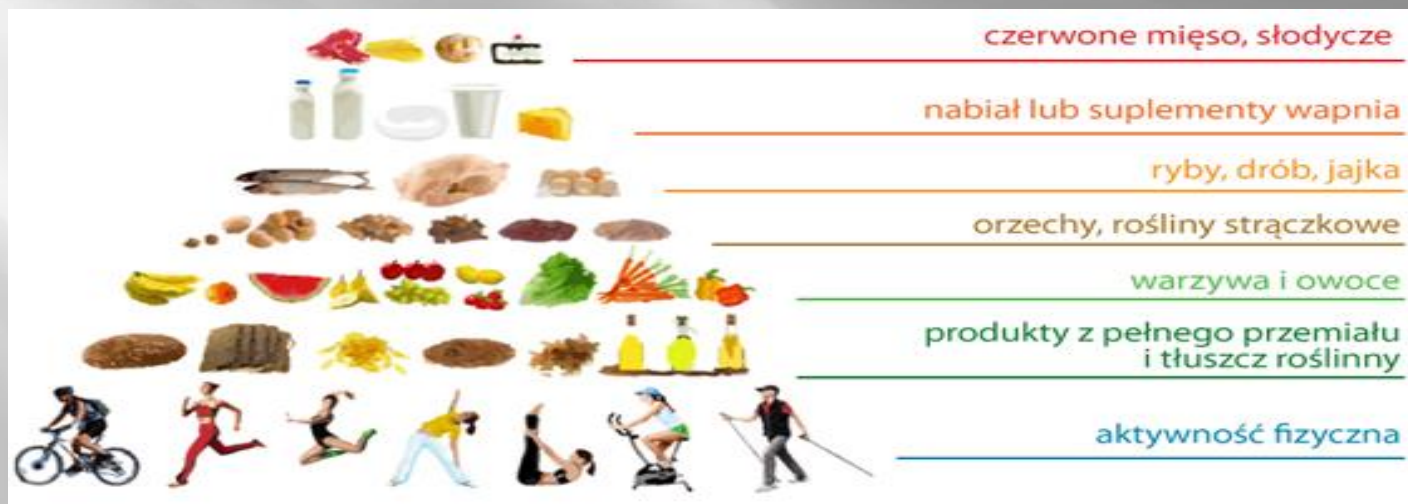 czerwone mięso, słodycze
nabiał lub suplementy wapnia
ryby, drób, jajka
orzechy, rośliny strączkowe
warzywa i owoce
produkty z pełnego przemiału
i tłuszcz roślinny
aktywność fizyczna